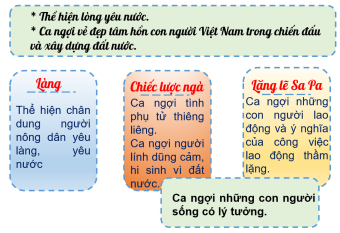 * Thể hiện lòng yêu nước.
* Ca ngợi vẻ đẹp tâm hồn con người Việt Nam trong chiến đấu
và xây dựng đất nước.
Làng
Thể hiện chân
dung người
nông dân yêu
làng, yêu
nước
Chiếc lược ngà
Ca ngợi tình
phụ tử thiêng
liêng.
Ca ngợi người
lính dũng cảm,
hi sinh vì đất
nước.
Lặng lẽ Sa Pa
Ca ngợi những
con người lao
động và ý nghĩa
của công việc
lao động thầm
lặng.
Ca ngợi những con người
sống có lý tưởng.